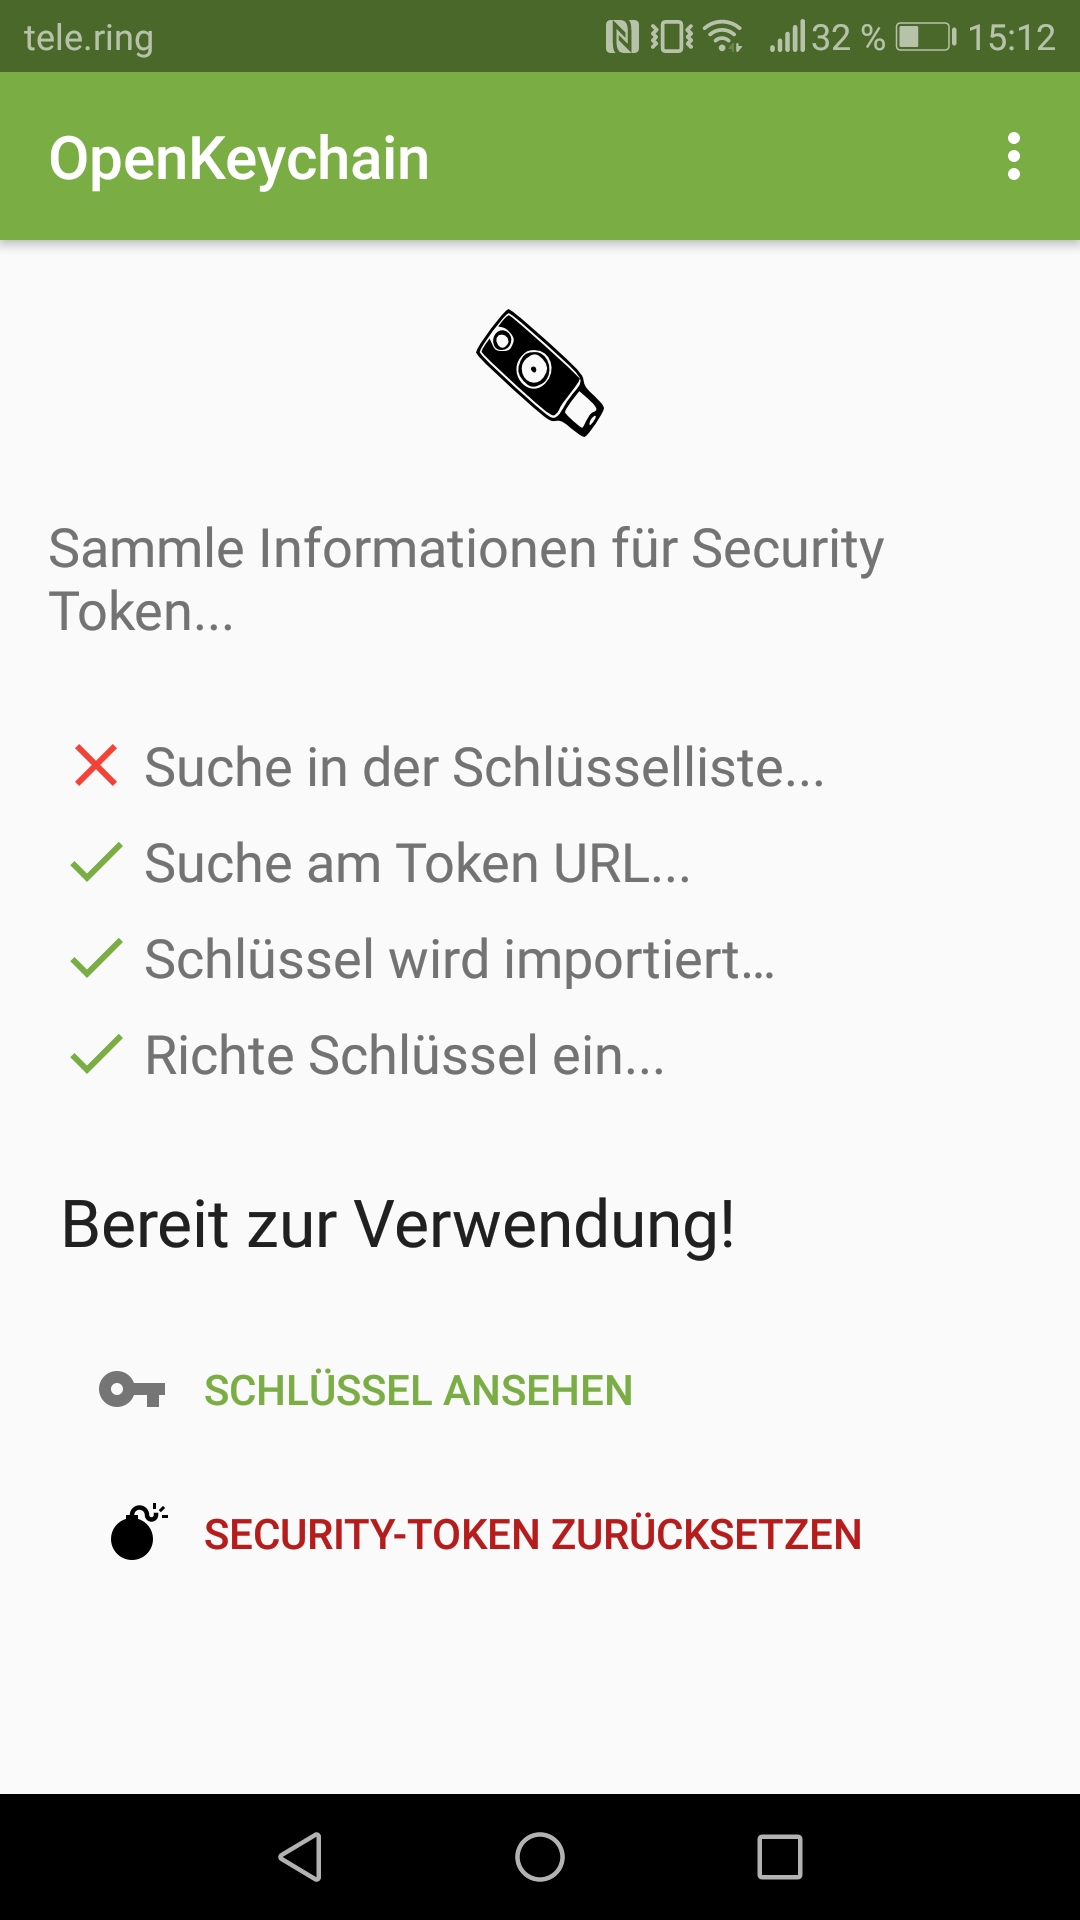 tele.ring 32 % 15:12
OpenKeychain
Sammle Informationen für Security
Token...
Suche in der Schlüsselliste...
Suche am Token URL...
Schlüssel wird importiert…
Richte Schlüssel ein...
Bereit zur Verwendung!
SCHLÜSSEL ANSEHEN
SECURITY-TOKEN ZURÜCKSETZEN